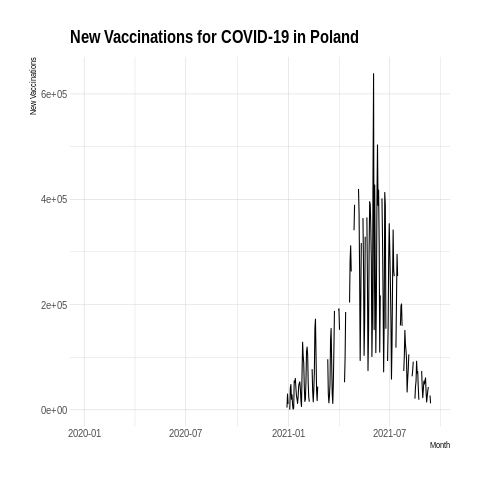 New Vaccinations for COVID-19 in Poland
New Vaccinations
6e+05
4e+05
2e+05
0e+00
2020-01
2020-07
2021-01
2021-07
Month